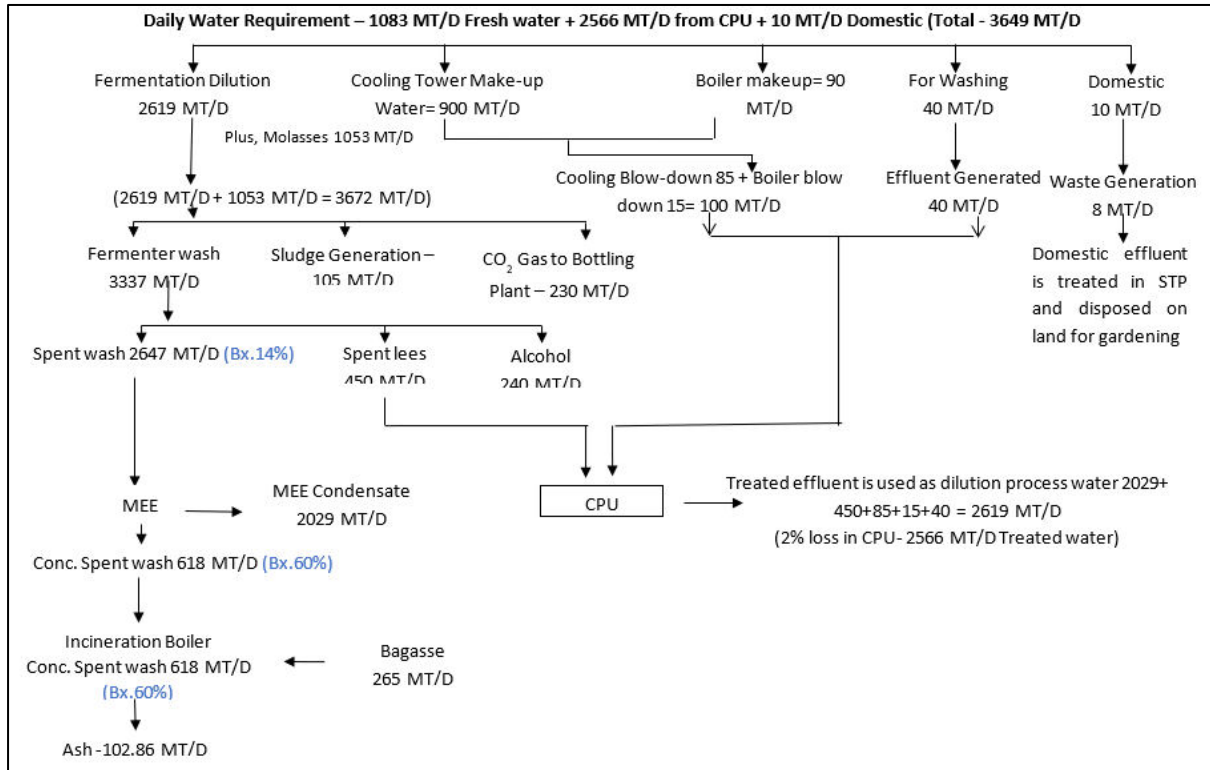 Daily Water Requirement – 1083 MT/D Fresh water + 2566 MT/D from CPU + 10 MT/D Domestic (Total - 3649 MT/D
Fermentation Dilution
2619 MT/D
Cooling Tower Make-up
Water= 900 MT/D
Boiler makeup= 90
MT/D
For Washing
40 MT/D
Domestic
10 MT/D
Plus, Molasses 1053 MT/D
(2619 MT/D + 1053 MT/D = 3672 MT/D)
Cooling Blow-down 85 + Boiler blow
down 15= 100 MT/D
Effluent Generated
40 MT/D
Waste Generation
8 MT/D
Fermenter wash
3337 MT/D
Sludge Generation –
105 MT/D
CO₂ Gas to Bottling
Plant – 230 MT/D
Domestic effluent
is treated in STP
and disposed on
land for gardening
Spent wash 2647 MT/D (Bx.14%)
Spent lees
450 MT/D
Alcohol
240 MT/D
MEE
MEE Condensate
2029 MT/D
CPU
Treated effluent is used as dilution process water 2029+
450+85+15+40 = 2619 MT/D
(2% loss in CPU- 2566 MT/D Treated water)
Conc. Spent wash 618 MT/D (Bx.60%)
Incineration Boiler
Conc. Spent wash 618 MT/D
(Bx.60%)
Bagasse
265 MT/D
Ash -102.86 MT/D